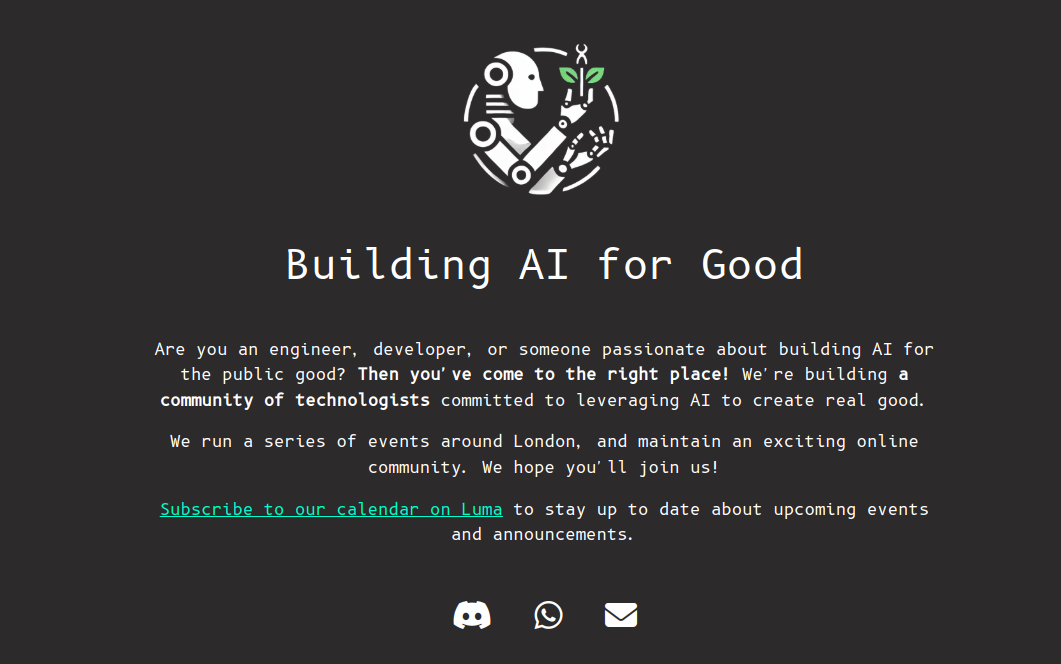 Building AI for Good
Are you an engineer, developer, or someone passionate about building AI for
the public good? Then you've come to the right place! We're building a
community of technologists committed to leveraging AI to create real good.
We run a series of events around London, and maintain an exciting online
community. We hope you'll join us!
Subscribe to our calendar on Luma to stay up to date about upcoming events
and announcements.